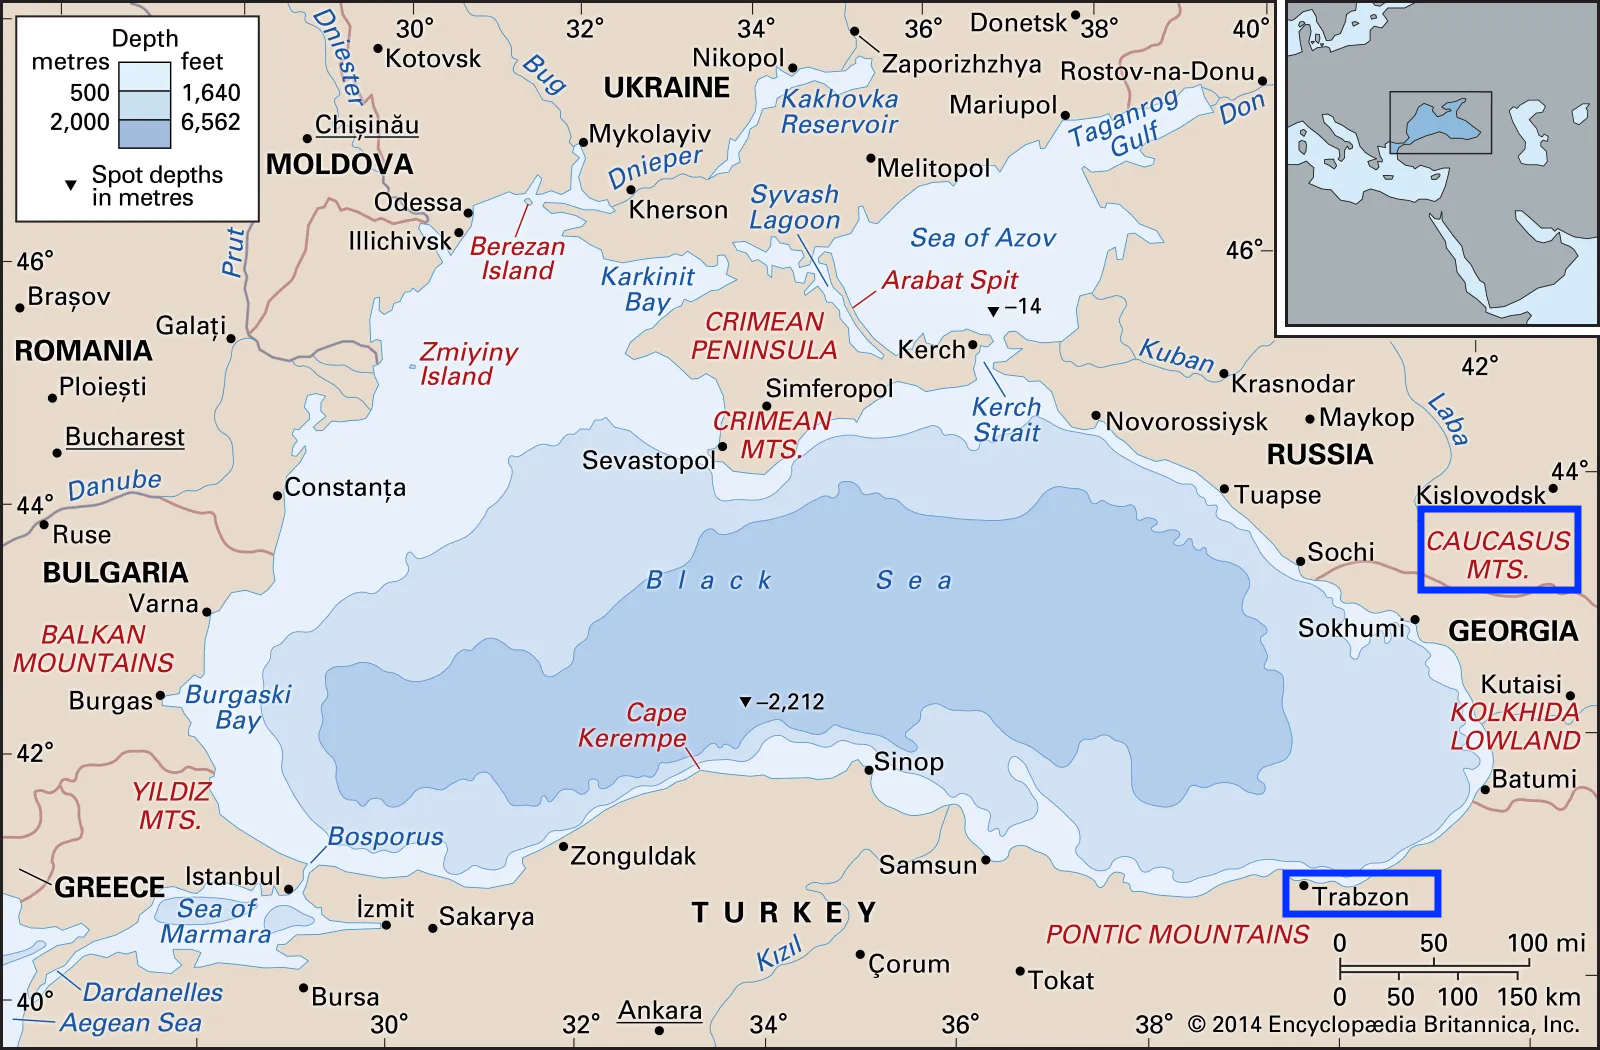 Depth
metres feet
500 1,640
2,000 6,562
Spot depths
in metres
30°
32°
34°
36°
38°
40°
Dniester
Kotovsk
Bug
UKRAINE
Nikopol
Zaporizhzhya
Donetsk
Rostov-na-Donu
Mariupol
Taganrog
Gulf
Don
Kakhovka
Reservoir
Chișinău
MOLDOVA
Mykolayiv
Dnieper
Melitopol
Kherson
Odessa
Illichivsk
Berezan
Island
Syvash
Lagoon
Sea of Azov
46°
Prut
46°
Brașov
Galați
ROMANIA
Ploiești
Bucharest
Danube
Karkinit
Bay
Arabat Spit
–14
CRIMEAN
PENINSULA
Kerch
Zmiyiny
Island
Simferopol
CRIMEAN
MTS.
Sevastopol
Kerch
Strait
Kuban
Krasnodar
42°
Laba
Novorossiysk
Maykop
RUSSIA
44°
Constanța
Tuapse
Kislovodsk
44°
Ruse
BULGARIA
Varna
CAUCASUS
MTS.
Sochi
Black Sea
BALKAN
MOUNTAINS
Sokhumi
GEORGIA
Burgas
Burgaski
Bay
Kutaisi
KOLKHIDA
LOWLAND
–2,212
Cape
Kerempe
42°
Sinop
Batumi
YILDIZ
MTS.
Bosporus
Zonguldak
Samsun
GREECE
Istanbul
Trabzon
Sea of
Marmara
İzmit
Sakarya
TURKEY
PONTIC MOUNTAINS
Kızıl
Çorum
Tokat
0 50 100 mi
0 50 100 150 km
Dardanelles
Aegean Sea
40°
Bursa
Ankara
30°
32°
34°
36°
38°
© 2014 Encyclopædia Britannica, Inc.